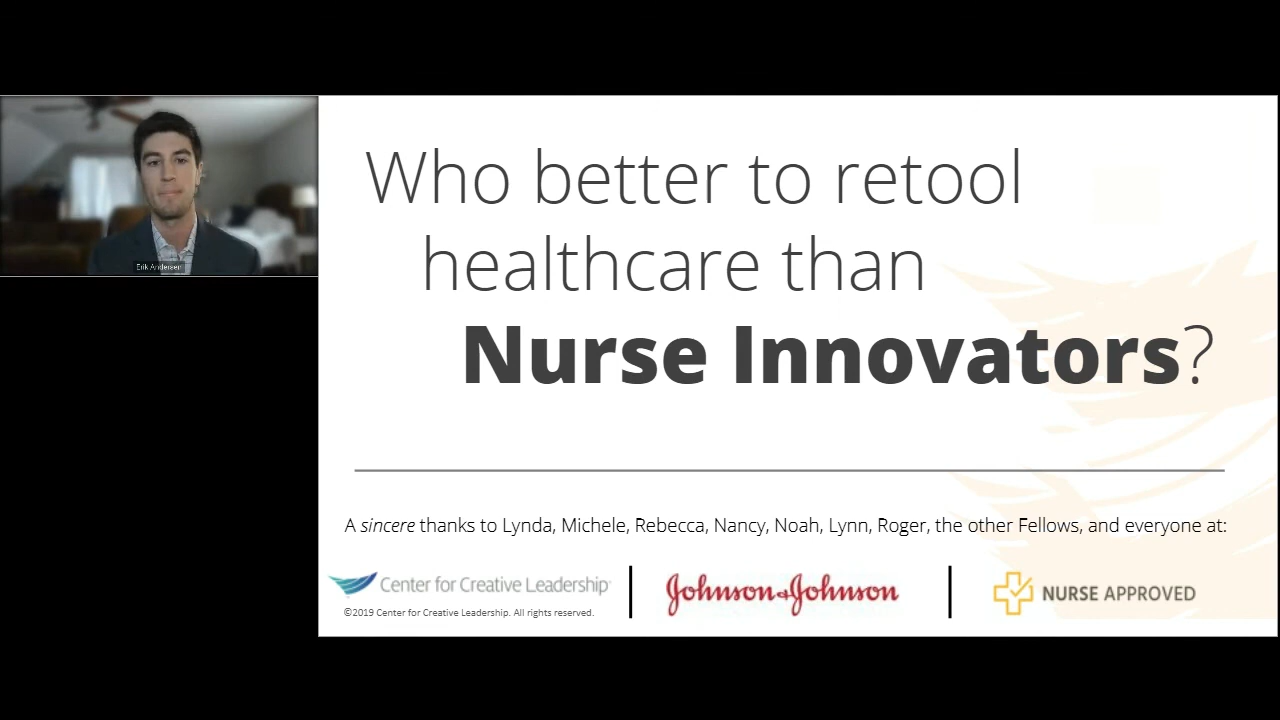 Who better to retool
healthcare than
Nurse Innovators?
Erik Andersen
A sincere thanks to Lynda, Michele, Rebecca, Nancy, Noah, Lynn, Roger, the other Fellows, and everyone at:
Center for Creative Leadership
©2019 Center for Creative Leadership. All rights reserved.
Johnson & Johnson
NURSE APPROVED